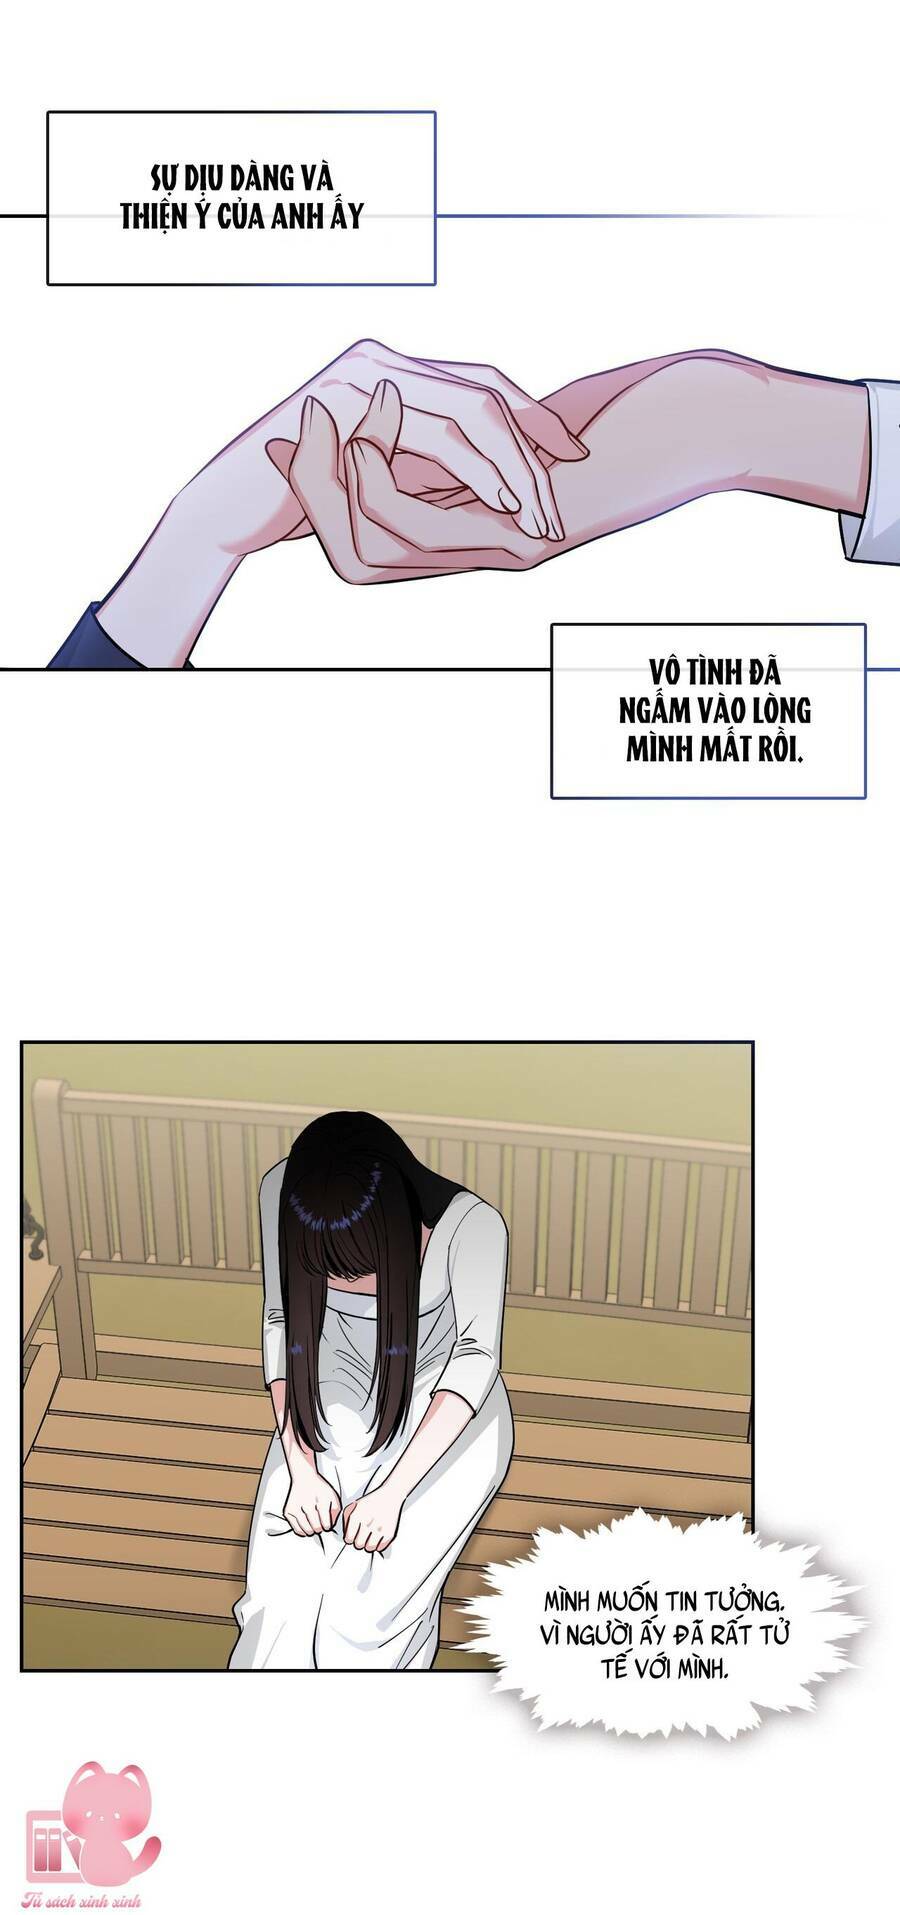 SỰ DỊU DÀNG VÀ
THIỆN Ý CỦA ANH ẤY
VÔ TÌNH ĐÃ
NGẤM VÀO LÒNG
MÌNH MẤT RỒI.
MÌNH MUỐN TIN TƯỞNG.
VÌ NGƯỜI ẤY ĐÃ RẤT TỬ
TẾ VỚI MÌNH.
Tủ sách xinh xinh